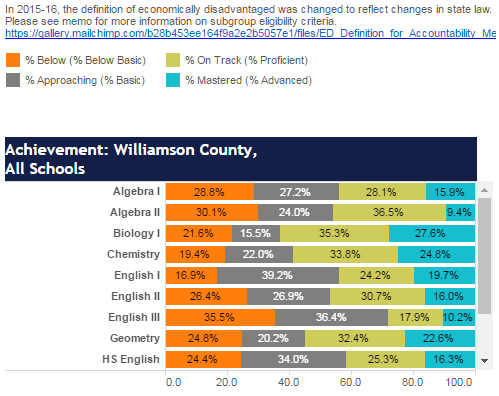 In 2015-16, the definition of economically disadvantaged was changed to reflect changes in state law.
Please see memo for more information on subgroup eligibility criteria.
https://gallery.mailchimp.com/b28b453ee164f9a2e2b5057e1/files/ED_Definition_for_Accountability_Me
% Below (% Below Basic) % On Track (% Proficient)
% Approaching (% Basic) % Mastered (% Advanced)
Achievement: Williamson County,
All Schools
Algebra I 28.8% 27.2% 28.1% 15.9%
Algebra II 30.1% 24.0% 36.5% 9.4%
Biology I 21.6% 15.5% 35.3% 27.6%
Chemistry 19.4% 22.0% 33.8% 24.8%
English I 16.9% 39.2% 24.2% 19.7%
English II 26.4% 26.9% 30.7% 16.0%
English III 35.5% 36.4% 17.9% 10.2%
Geometry 24.8% 20.2% 32.4% 22.6%
HS English 24.4% 34.0% 25.3% 16.3%
0.0 20.0 40.0 60.0 80.0 100.0